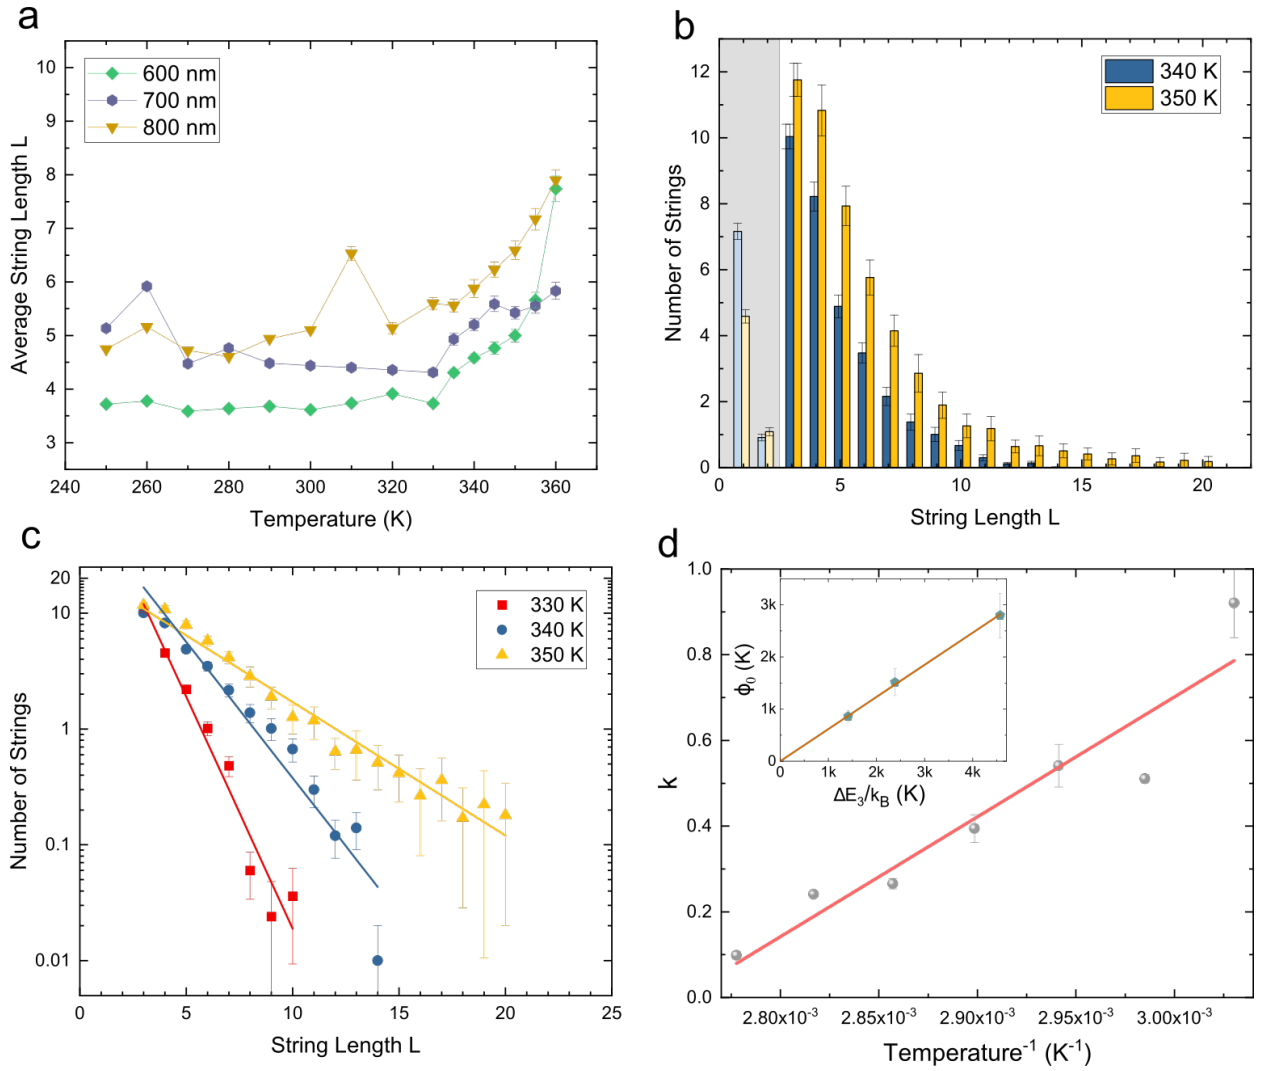 a
10
9
8
7
6
5
4
3
240 260 280 300 320 340 360
Average String Length L
Temperature (K)
600 nm
700 nm
800 nm
b
12
10
8
6
4
2
0
0 5 10 15 20
Number of Strings
String Length L
340 K
350 K
c
20
10
1
0.1
0.01
0 5 10 15 20 25
Number of Strings
String Length L
330 K
340 K
350 K
d
1.0
0.8
0.6
0.4
0.2
0.0
2.80x10⁻³ 2.85x10⁻³ 2.90x10⁻³ 2.95x10⁻³ 3.00x10⁻³
k
Temperature⁻¹ (K⁻¹)
3k
2k
1k
0
0 1k 2k 3k 4k
ϕ₀ (K)
ΔE₃/k_B (K)